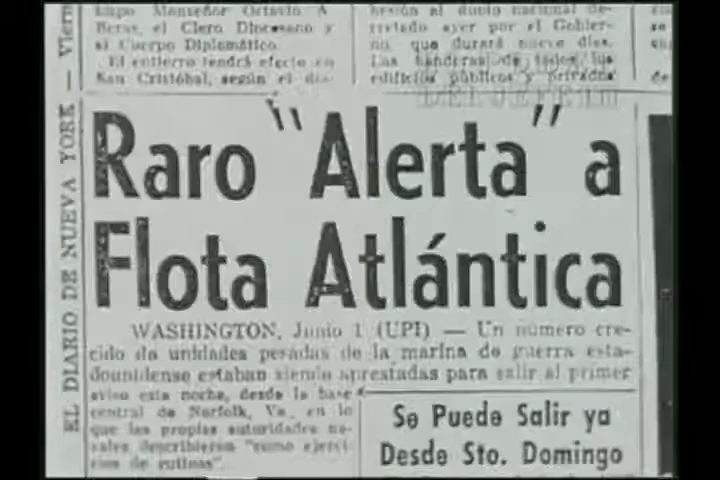 Monseñor Octavio A.
Beras, el Clero Diocesano y
el Cuerpo Diplomático.
El entierro tendrá efecto en
San Cristóbal, según el
al duelo nacional
ayer por el Gobier-
no, que durará nueve días.
Las banderas de todos los
edificios públicos y privados
EL DIARIO DE NUEVA YORK — Viern
Raro "Alerta" a
Flota Atlántica
WASHINGTON, Junio 1 (UPI) — Un número cre-
cido de unidades pesadas de la marina de guerra esta-
dounidense estaban siendo aprestadas para salir al primer
aviso esta noche, desde la base
central de Norfolk, Va., en lo
que las propias autoridades na-
vales describieron "como ejerci-
cios de rutinas".
Se Puede Salir ya
Desde Sto. Domingo